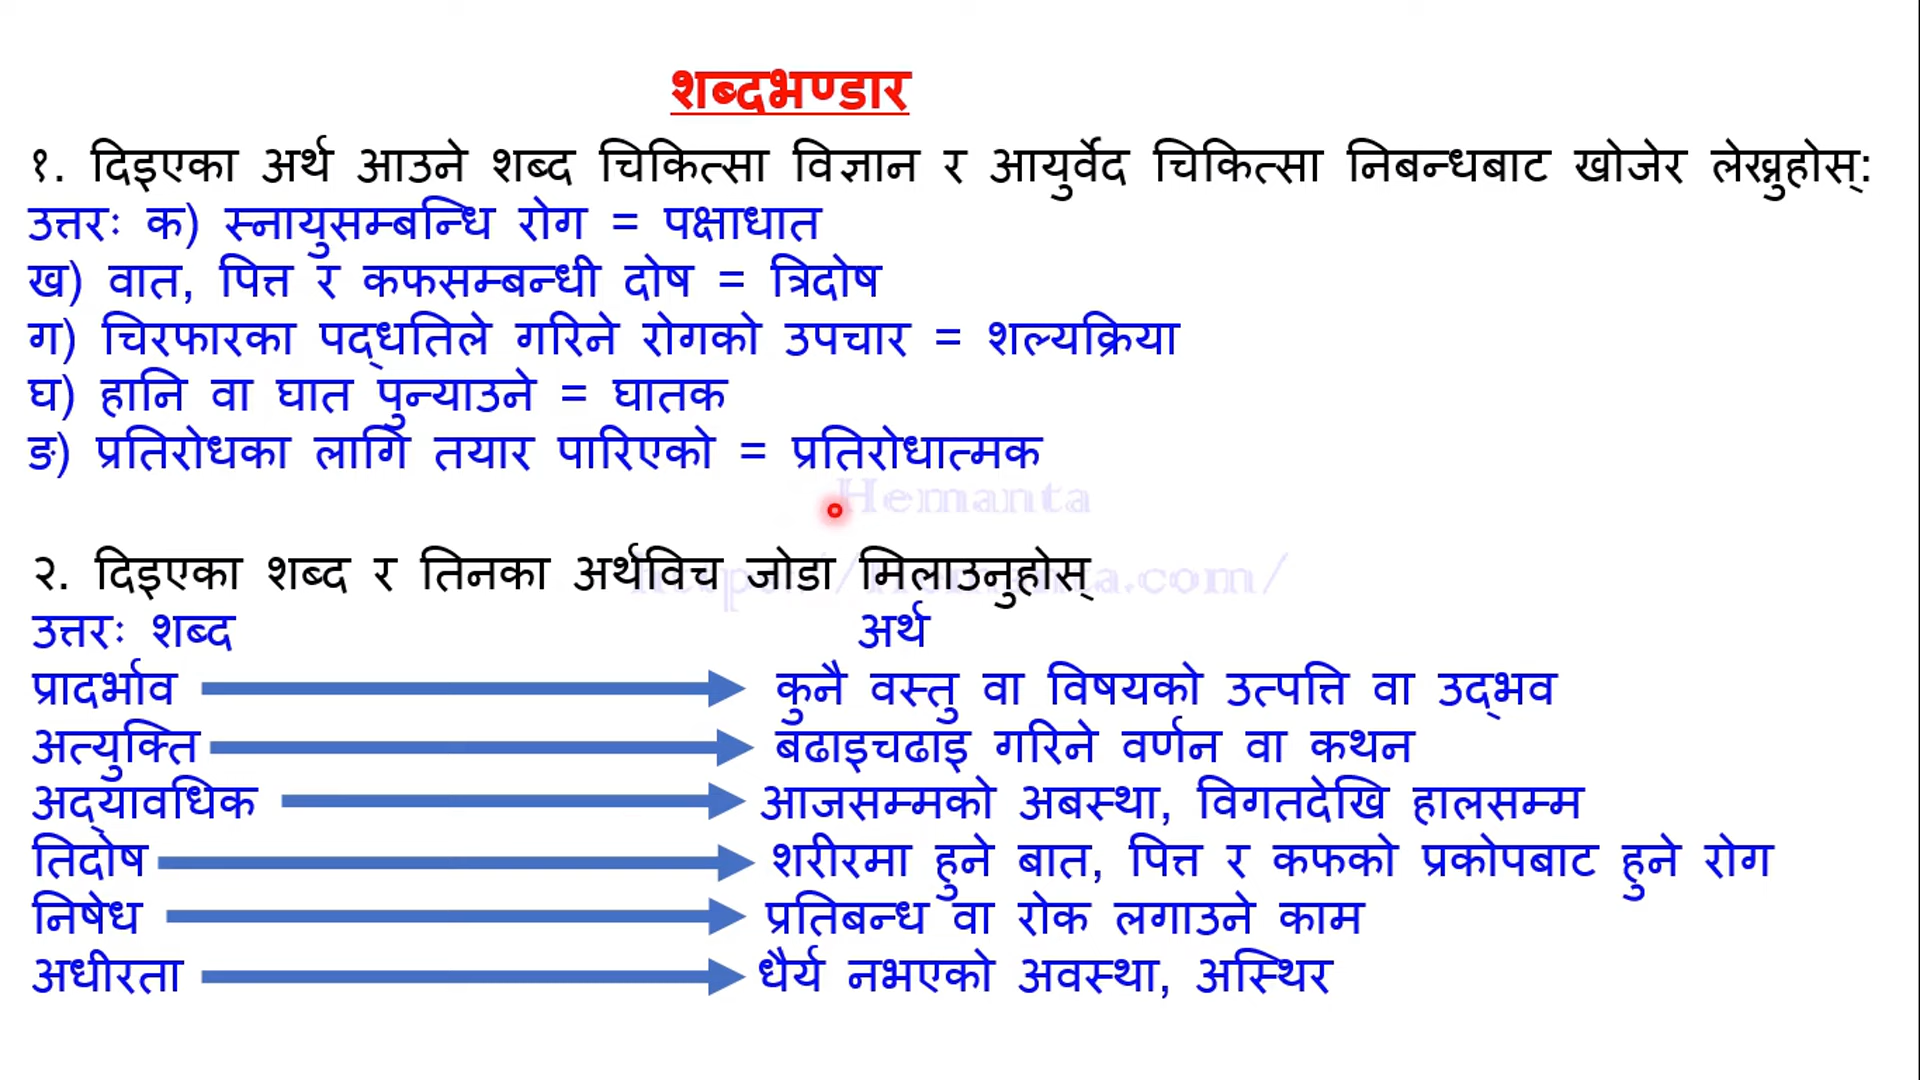 शब्दभण्डार
१. दिइएका अर्थ आउने शब्द चिकित्सा विज्ञान र आयुर्वेद चिकित्सा निबन्धबाट खोजेर लेख्नुहोस्:
उत्तरः क) स्नायुसम्बन्धि रोग = पक्षाधात
ख) वात, पित्त र कफसम्बन्धी दोष = त्रिदोष
ग) चिरफारका पद्धतिले गरिने रोगको उपचार = शल्यक्रिया
घ) हानि वा घात पुन्याउने = घातक
ङ) प्रतिरोधका लागि तयार पारिएको = प्रतिरोधात्मक
Hemanta
२. दिइएका शब्द र तिनका अर्थविच जोडा मिलाउनुहोस्
https://Hemanta.com/
उत्तरः शब्द अर्थ
प्रादर्भाव कुनै वस्तु वा विषयको उत्पत्ति वा उद्भव
अत्युक्ति बढाइचढाइ गरिने वर्णन वा कथन
अद्यावधिक आजसम्मको अबस्था, विगतदेखि हालसम्म
तिदोष शरीरमा हुने बात, पित्त र कफको प्रकोपबाट हुने रोग
निषेध प्रतिबन्ध वा रोक लगाउने काम
अधीरता धैर्य नभएको अवस्था, अस्थिर